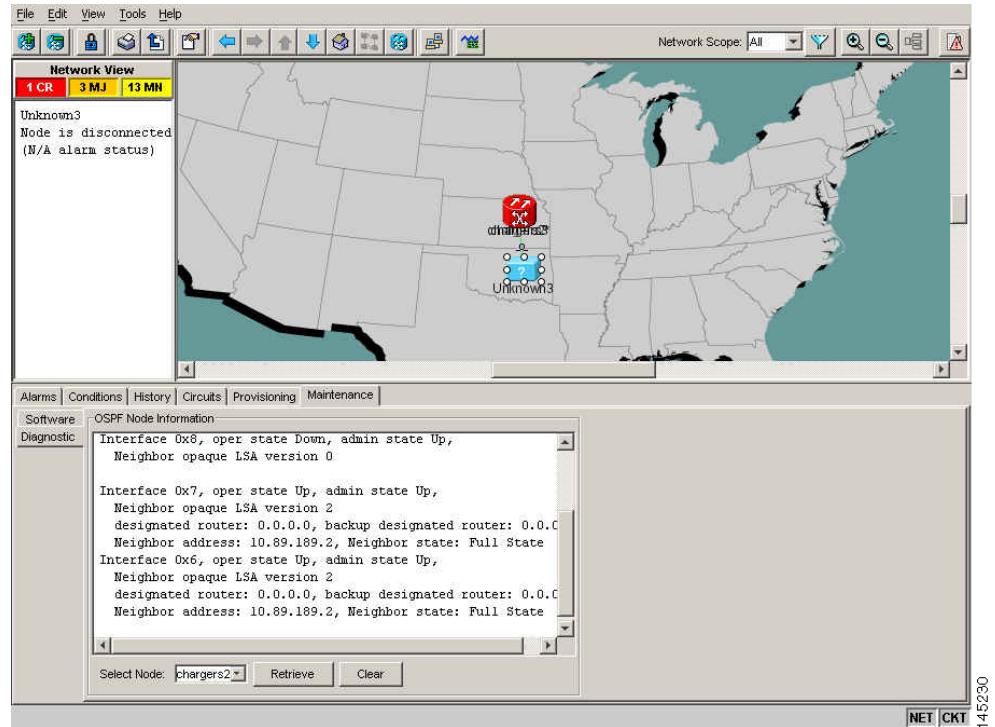 File Edit View Tools Help
Network Scope: All
Network View
1 CR 3 MJ 13 MN
Unknown3
Node is disconnected
(N/A alarm status)
?
Unknown3
Alarms Conditions History Circuits Provisioning Maintenance
Software
Diagnostic
OSPF Node Information
Interface 0x8, oper state Down, admin state Up,
Neighbor opaque LSA version 0
Interface 0x7, oper state Up, admin state Up,
Neighbor opaque LSA version 2
designated router: 0.0.0.0, backup designated router: 0.0.0
Neighbor address: 10.89.189.2, Neighbor state: Full State
Interface 0x6, oper state Up, admin state Up,
Neighbor opaque LSA version 2
designated router: 0.0.0.0, backup designated router: 0.0.0
Neighbor address: 10.89.189.2, Neighbor state: Full State
Select Node: chargers2 Retrieve Clear
NET CKT
145230